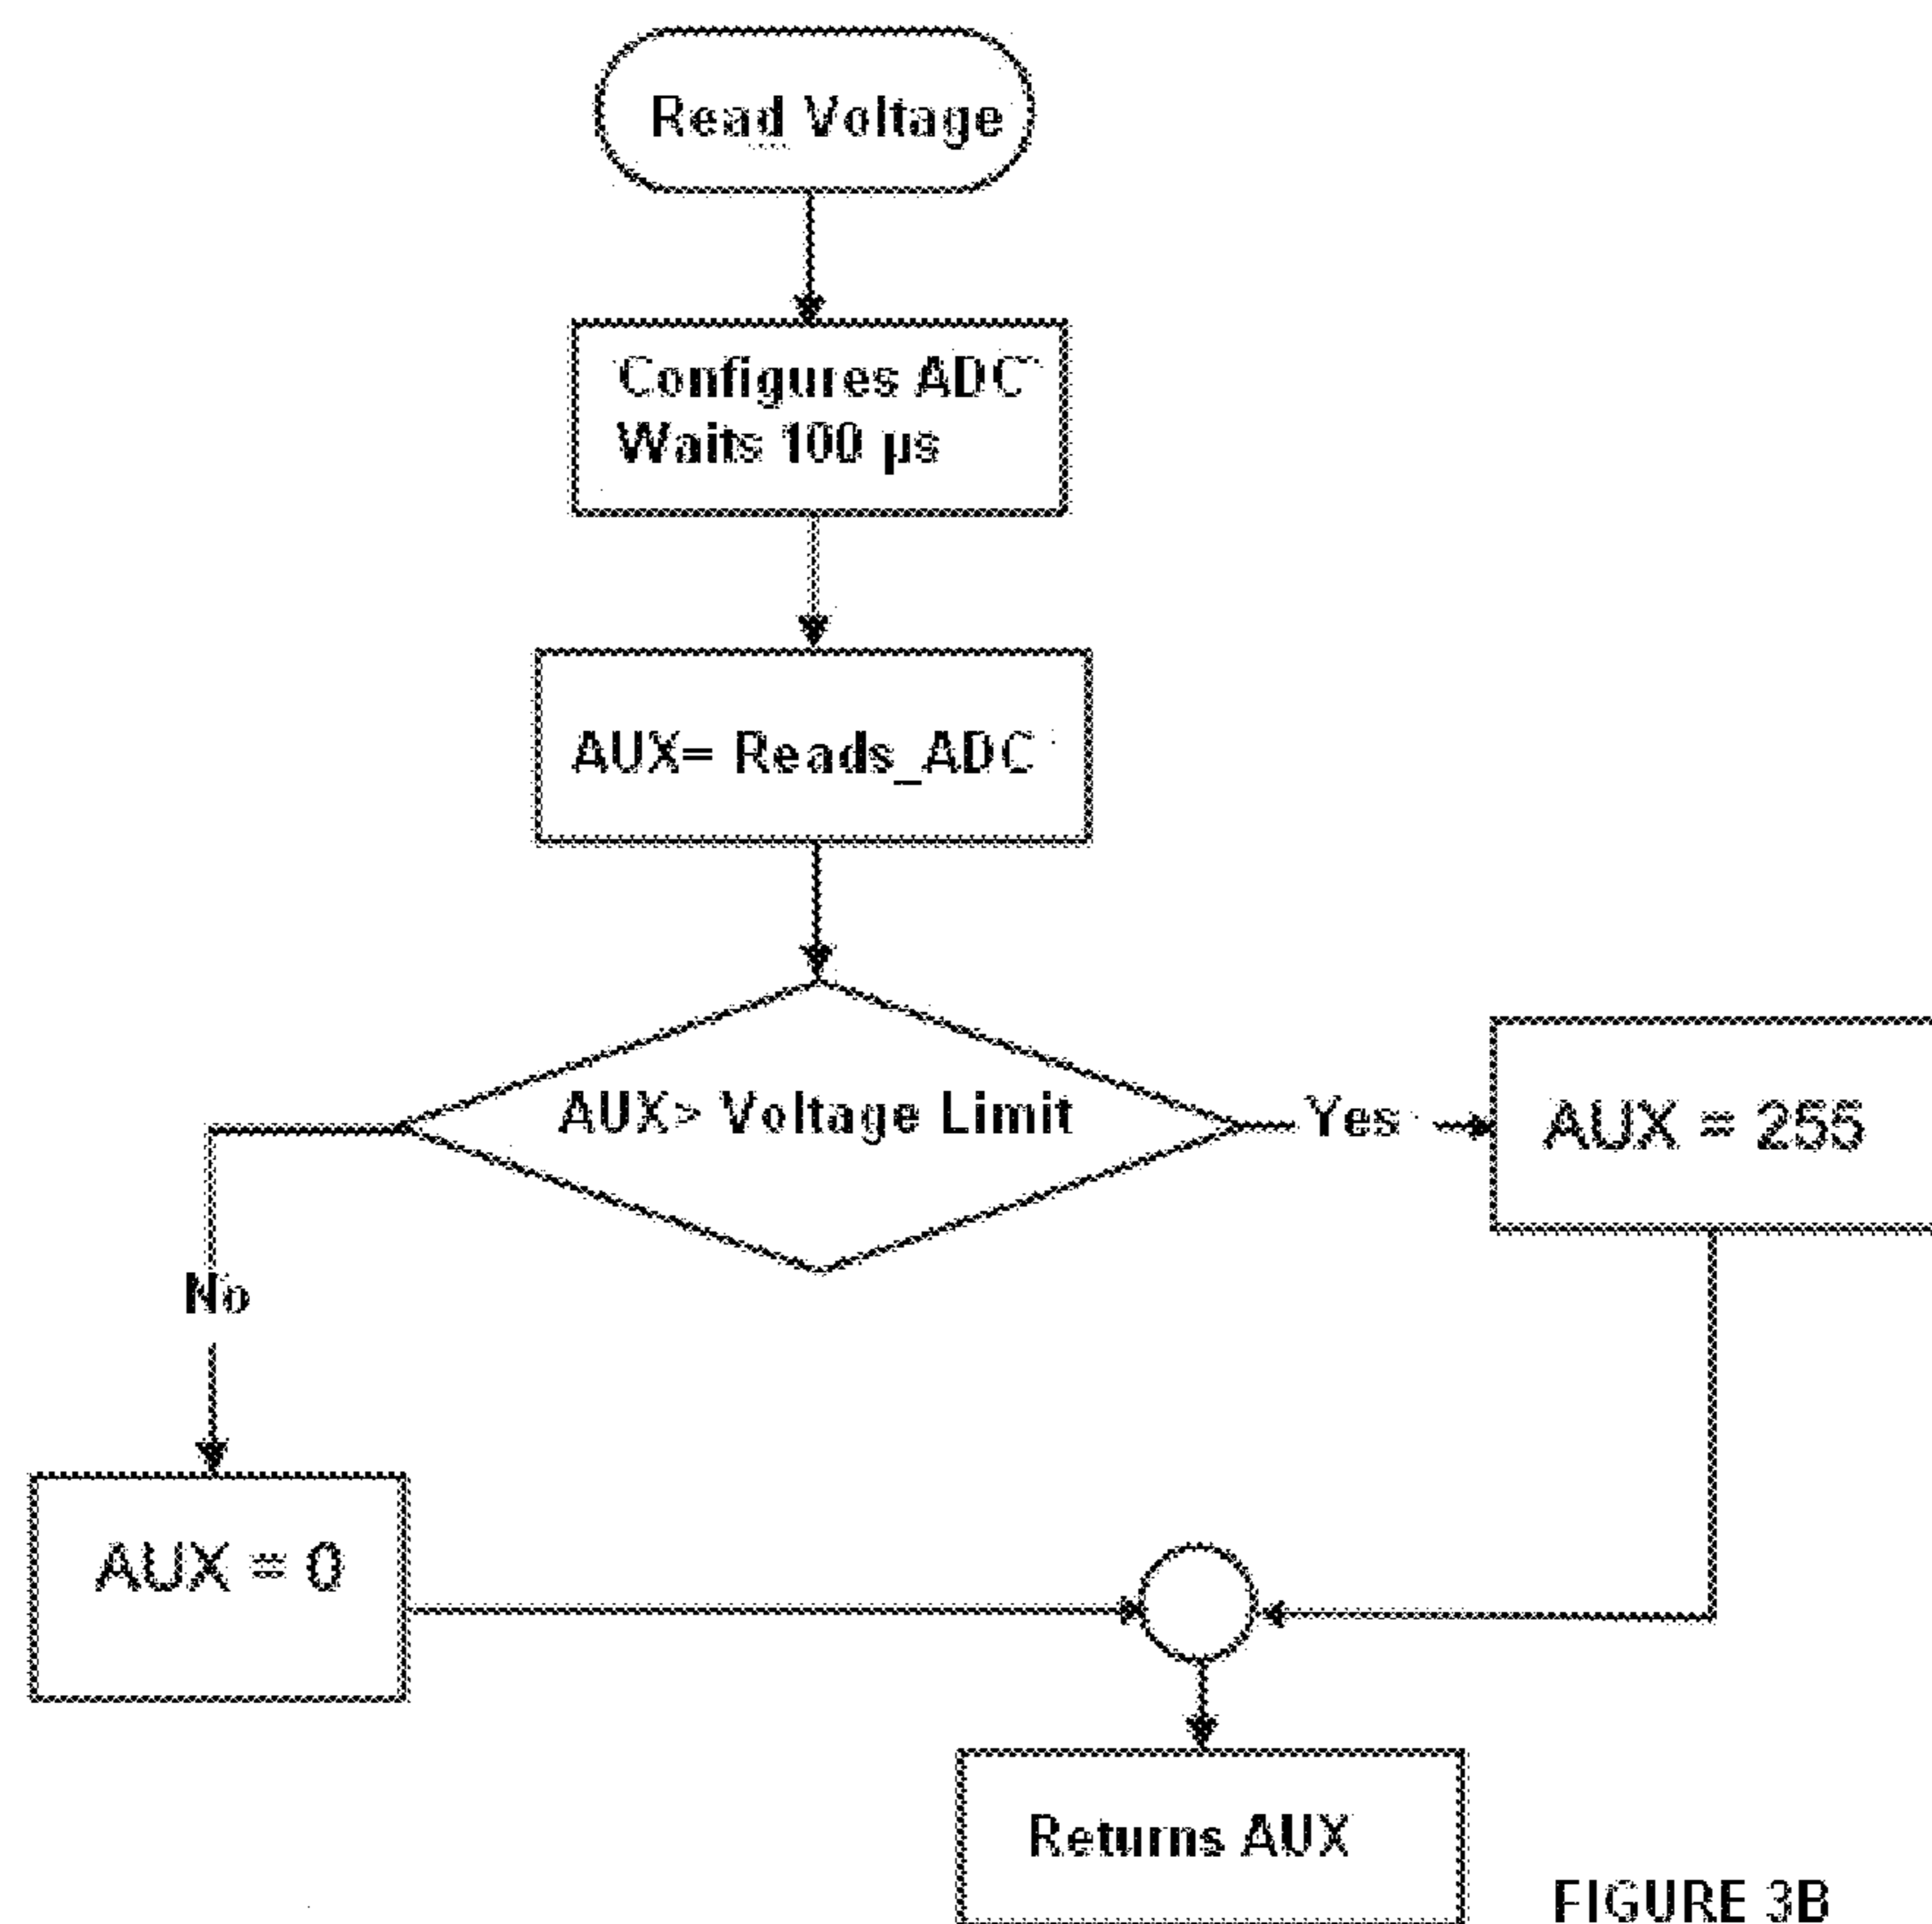 Read Voltage
Configures ADC
Waits 100 µs
AUX= Reads_ADC
AUX> Voltage Limit
Yes
AUX = 255
No
AUX = 0
Returns AUX
FIGURE 3B